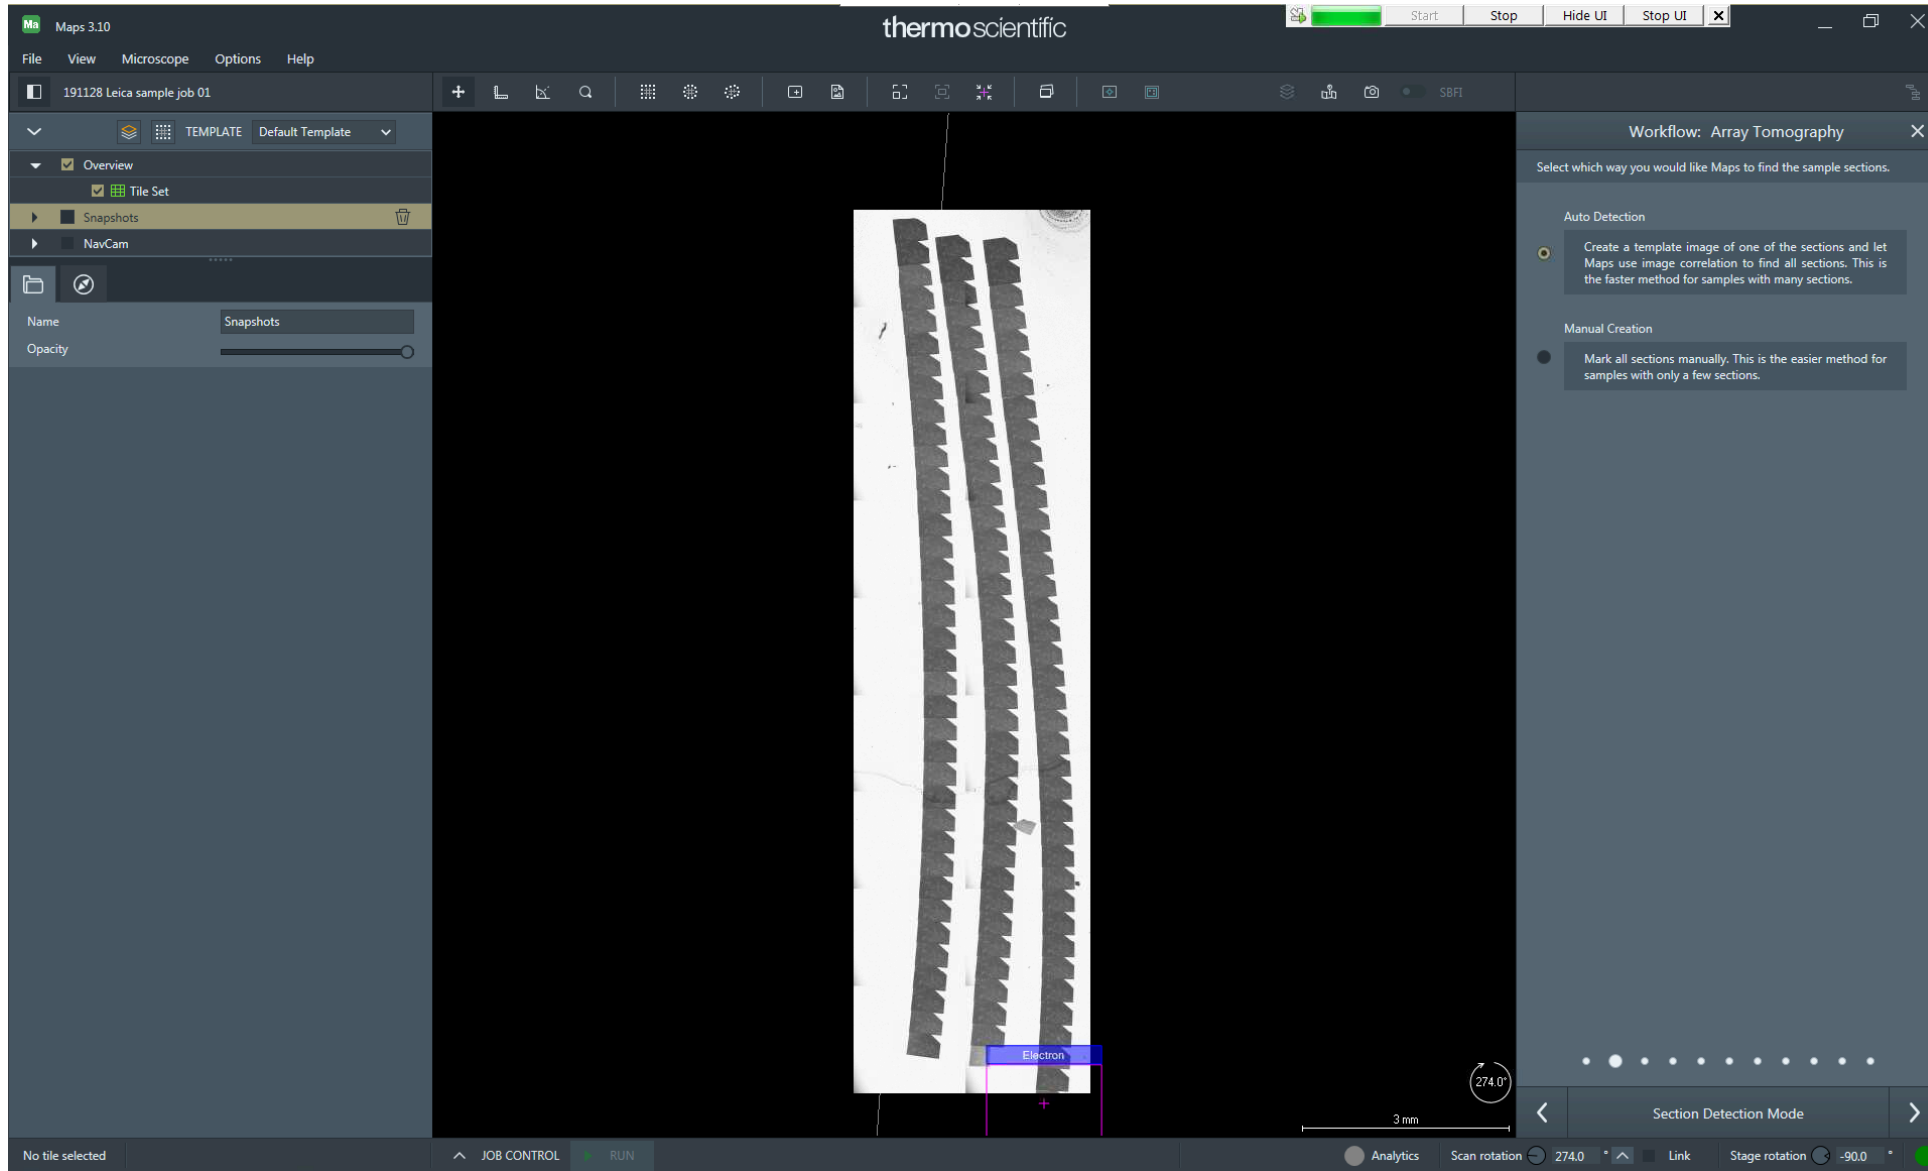 Ma Maps 3.10
thermo scientific
Start Stop Hide UI Stop UI X
File View Microscope Options Help
191128 Leica sample job 01
SBFI
TEMPLATE Default Template
Workflow: Array Tomography
Overview
Select which way you would like Maps to find the sample sections.
Tile Set
Snapshots
NavCam
Auto Detection
Create a template image of one of the sections and let
Maps use image correlation to find all sections. This is
the faster method for samples with many sections.
Name Snapshots
Opacity
Manual Creation
Mark all sections manually. This is the easier method for
samples with only a few sections.
Electron
274.0°
3 mm
Section Detection Mode
No tile selected
JOB CONTROL RUN
Analytics Scan rotation 274.0 ° Link Stage rotation -90.0 °